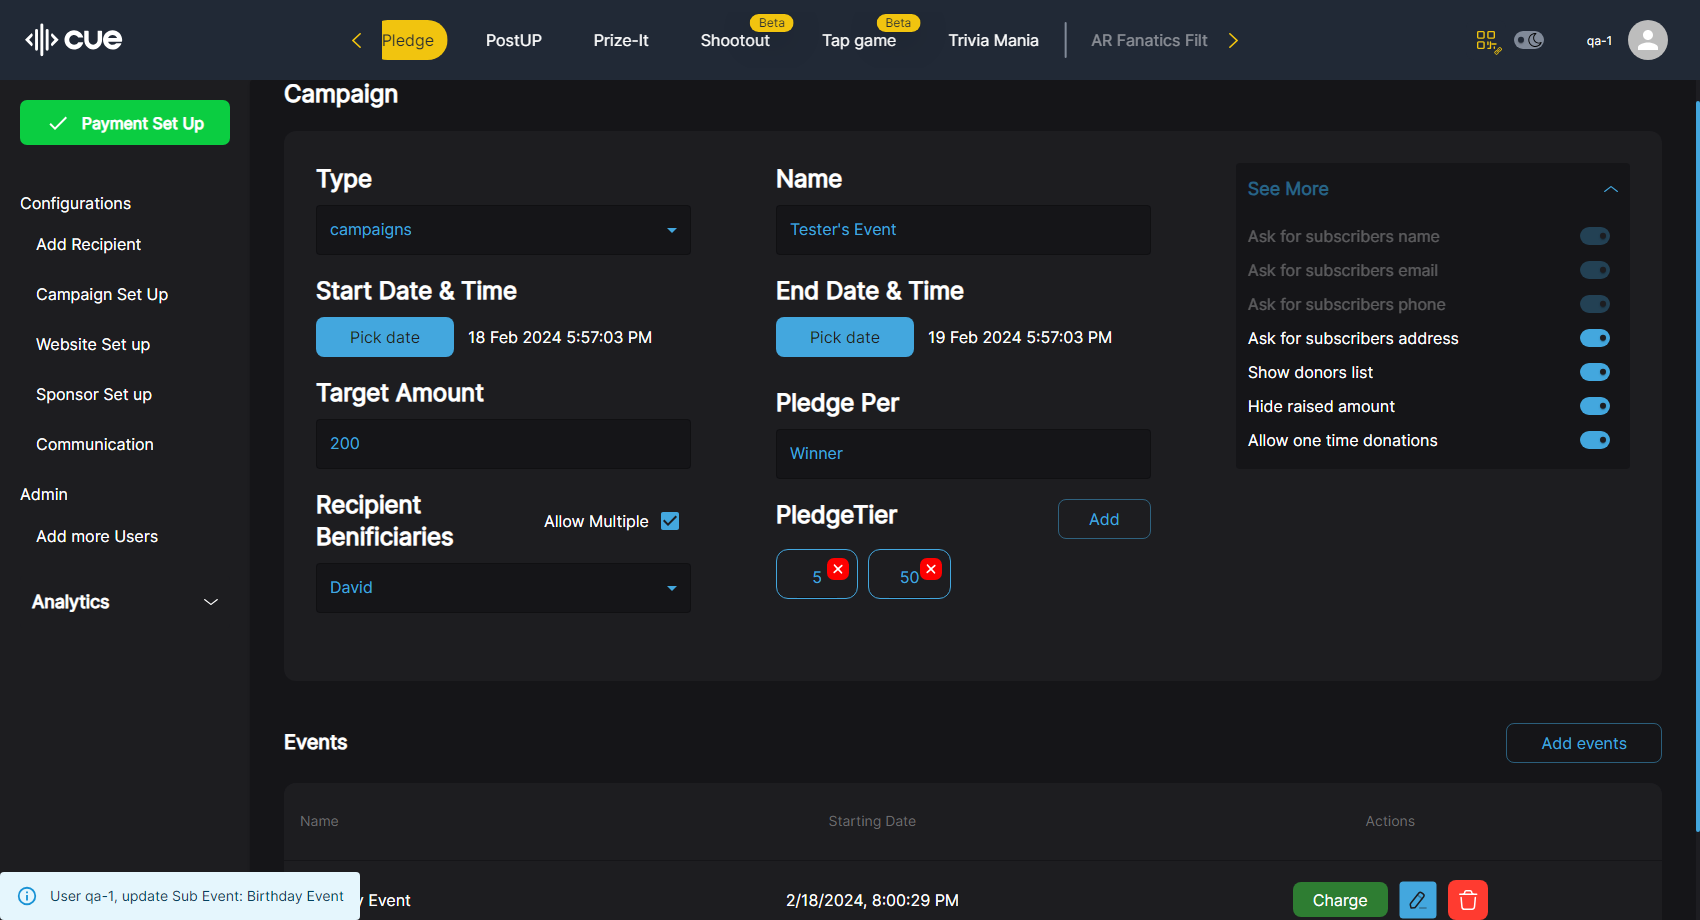 cue
Pledge
PostUP
Prize-It
Shootout
Beta
Tap game
Beta
Trivia Mania
AR Fanatics Filt
qa-1
Payment Set Up
Configurations
Add Recipient
Campaign Set Up
Website Set up
Sponsor Set up
Communication
Admin
Add more Users
Analytics
Campaign
Type
campaigns
Name
Tester's Event
Start Date & Time
Pick date 18 Feb 2024 5:57:03 PM
End Date & Time
Pick date 19 Feb 2024 5:57:03 PM
Target Amount
200
Pledge Per
Winner
Recipient
Benificiaries
Allow Multiple
David
PledgeTier
Add
5
50
See More
Ask for subscribers name
Ask for subscribers email
Ask for subscribers phone
Ask for subscribers address
Show donors list
Hide raised amount
Allow one time donations
Events
Add events
Name Starting Date Actions
y Event 2/18/2024, 8:00:29 PM Charge
User qa-1, update Sub Event: Birthday Event